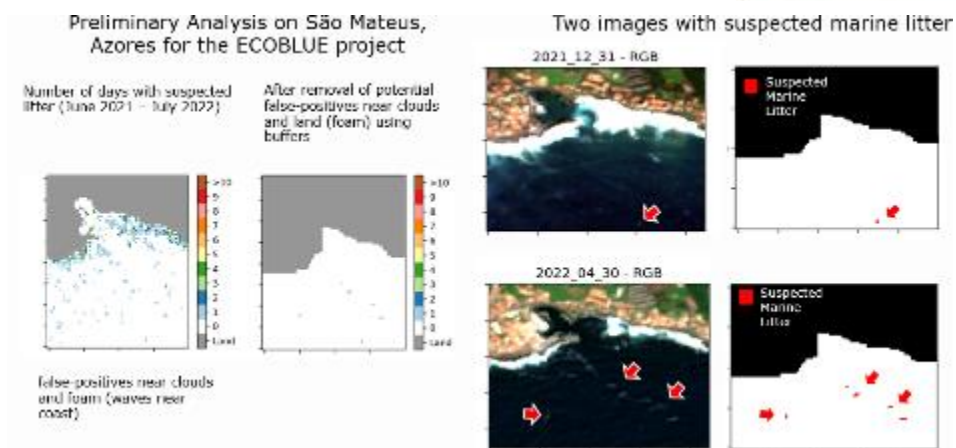 Preliminary Analysis on São Mateus,
Azores for the ECOBLUE project
Number of days with suspected
litter (June 2021 – July 2022)
After removal of potential
false-positives near clouds
and land (foam) using
buffers
>10
9
8
7
6
5
4
3
2
1
0
Land
>10
9
8
7
6
5
4
3
2
1
0
Land
false-positives near clouds
and foam (waves near
coast)
Two images with suspected marine litter
2021_12_31 - RGB
Suspected
Marine
Litter
2022_04_30 - RGB
Suspected
Marine
Litter